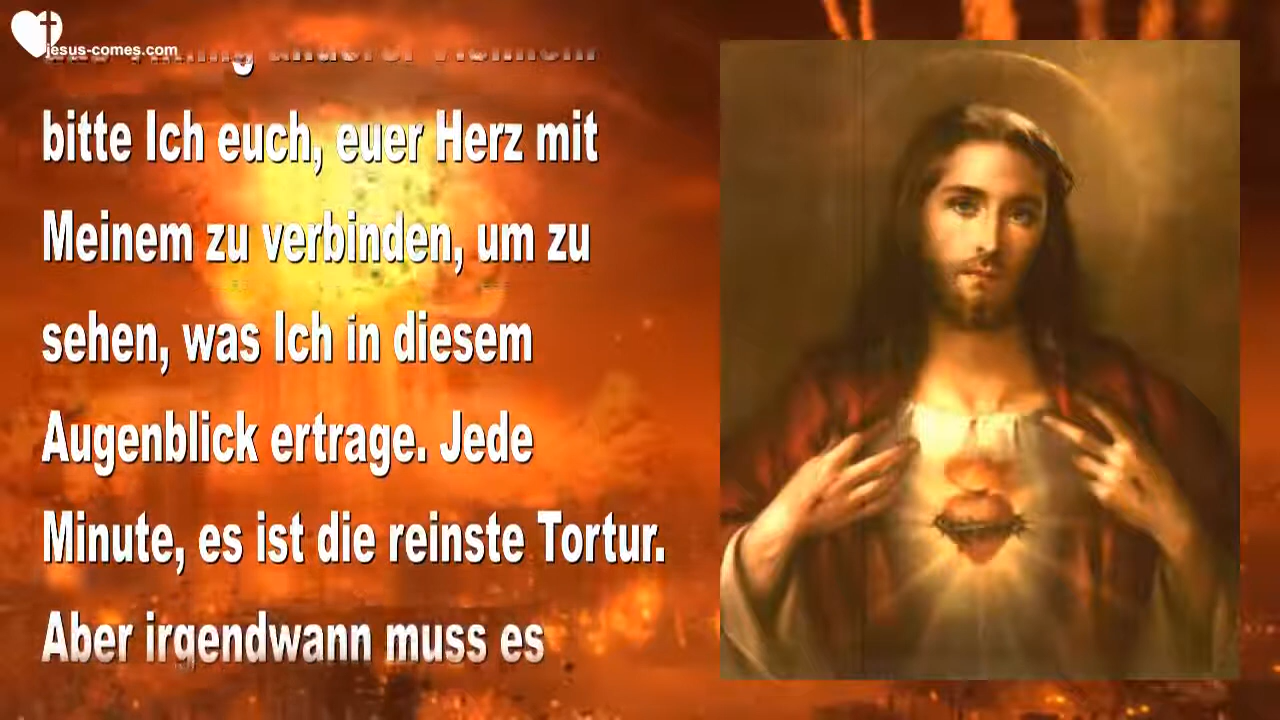 jesus-comes.com
bitte Ich euch, euer Herz mit
Meinem zu verbinden, um zu
sehen, was Ich in diesem
Augenblick ertrage. Jede
Minute, es ist die reinste Tortur.
Aber irgendwann muss es